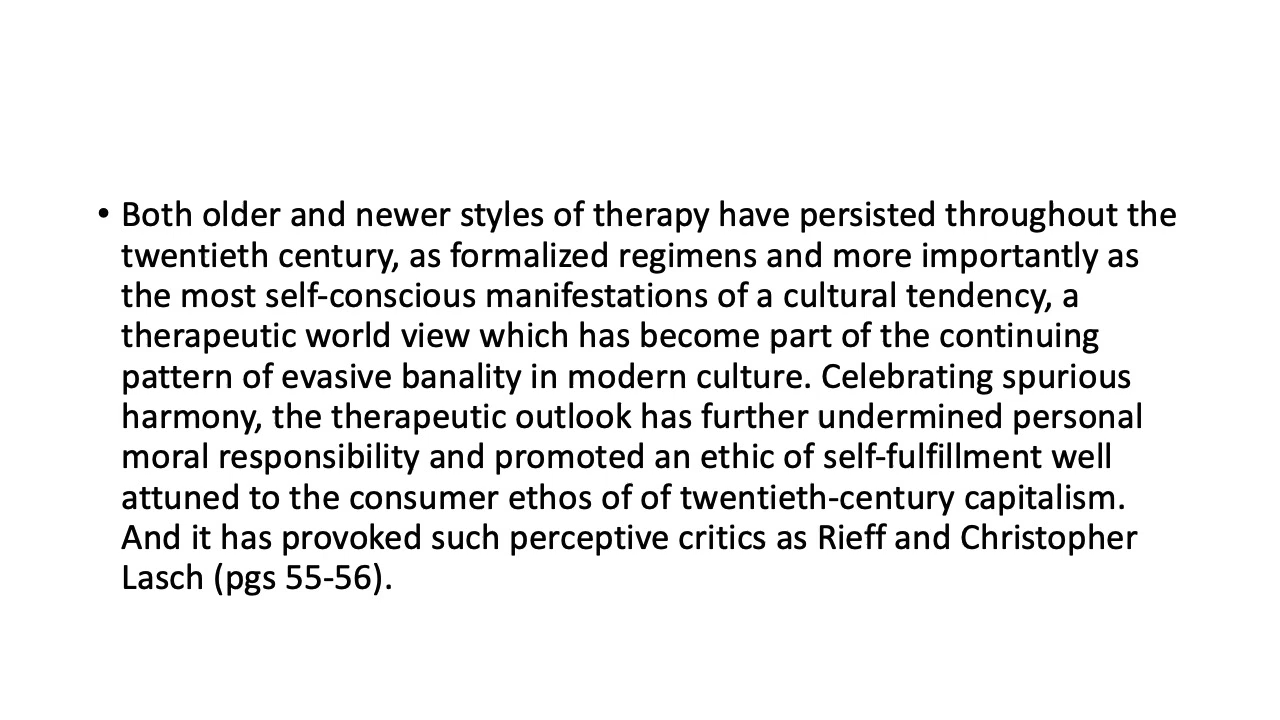 • Both older and newer styles of therapy have persisted throughout the
twentieth century, as formalized regimens and more importantly as
the most self-conscious manifestations of a cultural tendency, a
therapeutic world view which has become part of the continuing
pattern of evasive banality in modern culture. Celebrating spurious
harmony, the therapeutic outlook has further undermined personal
moral responsibility and promoted an ethic of self-fulfillment well
attuned to the consumer ethos of of twentieth-century capitalism.
And it has provoked such perceptive critics as Rieff and Christopher
Lasch (pgs 55-56).